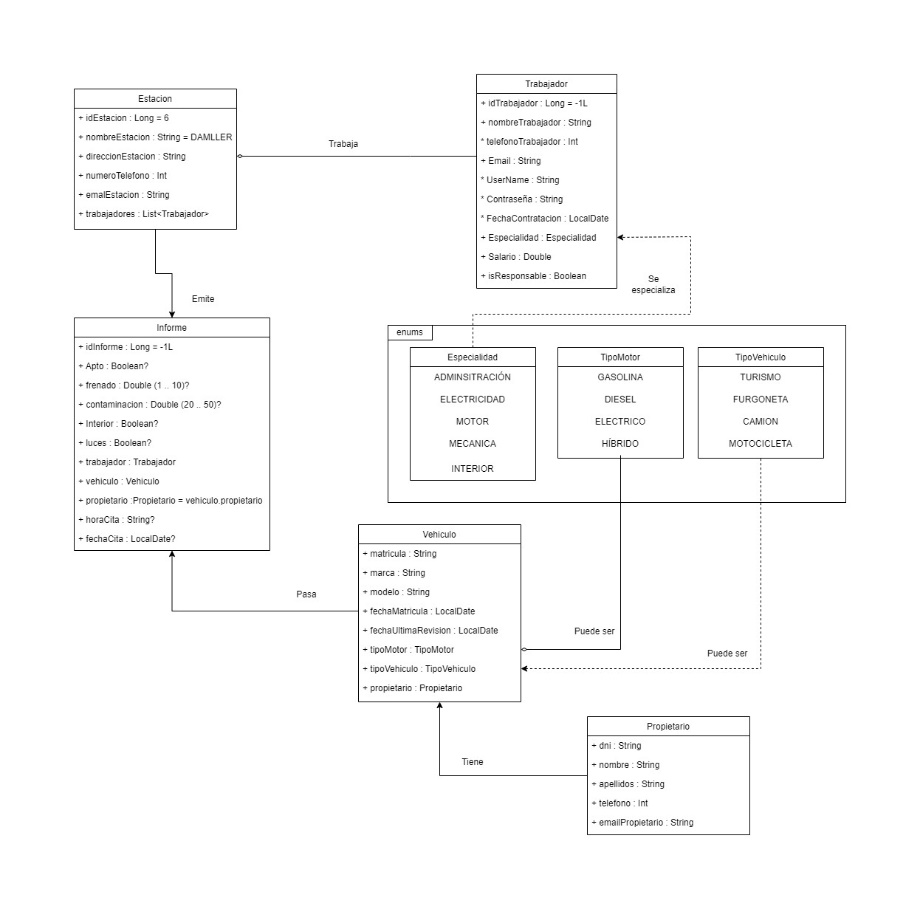 Estacion
+ idEstacion : Long = 6
+ nombreEstacion : String = DAMLLER
+ direccionEstacion : String
+ numeroTelefono : Int
+ emalEstacion : String
+ trabajadores : List<Trabajador>
Trabaja
Trabajador
+ idTrabajador : Long = -1L
+ nombreTrabajador : String
* telefonoTrabajador : Int
+ Email : String
* UserName : String
* Contraseña : String
* FechaContratacion : LocalDate
+ Especialidad : Especialidad
+ Salario : Double
+ isResponsable : Boolean
Se
especializa
Emite
Informe
+ idInforme : Long = -1L
+ Apto : Boolean?
+ frenado : Double (1 .. 10)?
+ contaminacion : Double (20 .. 50)?
+ Interior : Boolean?
+ luces : Boolean?
+ trabajador : Trabajador
+ vehiculo : Vehiculo
+ propietario :Propietario = vehiculo.propietario
+ horaCita : String?
+ fechaCita : LocalDate?
enums
Especialidad
ADMINSITRACIÓN
ELECTRICIDAD
MOTOR
MECANICA
INTERIOR
TipoMotor
GASOLINA
DIESEL
ELECTRICO
HÍBRIDO
TipoVehiculo
TURISMO
FURGONETA
CAMION
MOTOCICLETA
Pasa
Vehiculo
+ matricula : String
+ marca : String
+ modelo : String
+ fechaMatricula : LocalDate
+ fechaUltimaRevision : LocalDate
+ tipoMotor : TipoMotor
+ tipoVehiculo : TipoVehiculo
+ propietario : Propietario
Puede ser
Puede ser
Tiene
Propietario
+ dni : String
+ nombre : String
+ apellidos : String
+ telefono : Int
+ emailPropietario : String